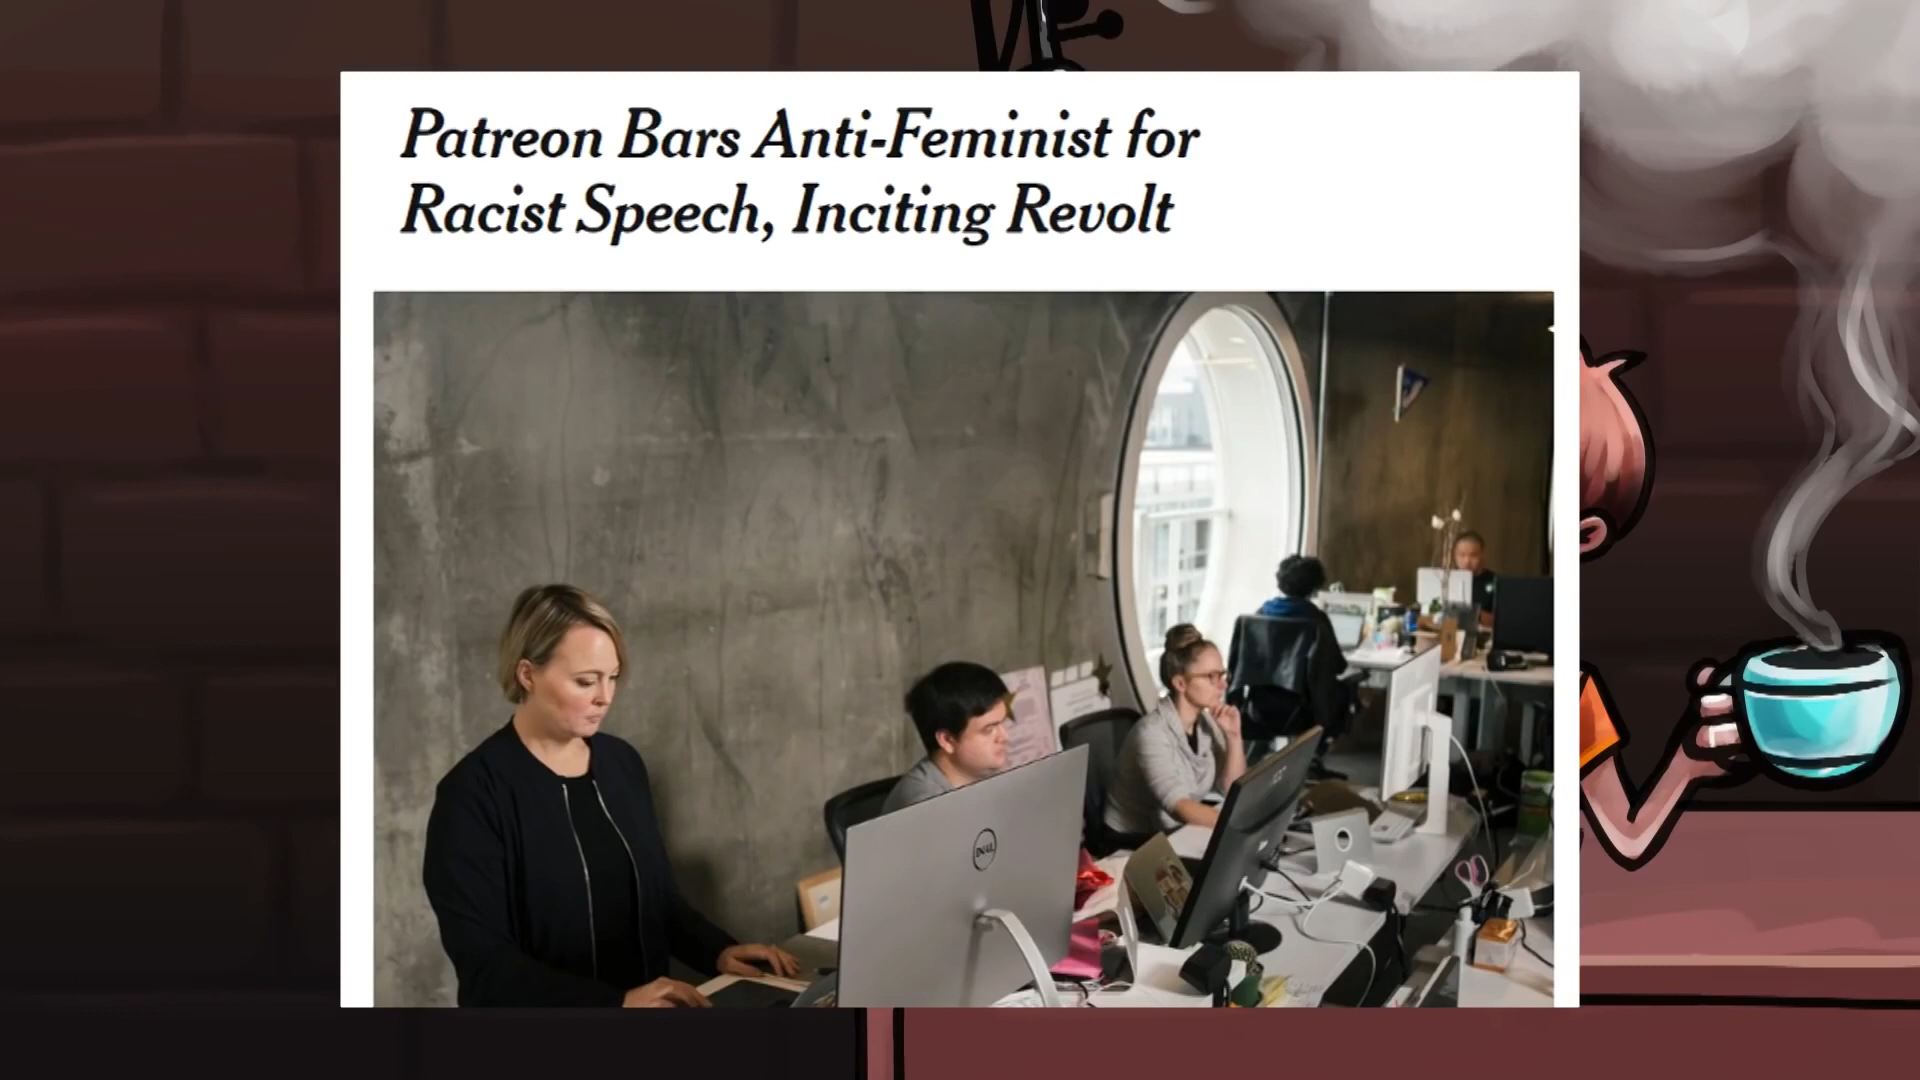 Patreon Bars Anti-Feminist for
Racist Speech, Inciting Revolt
DELL